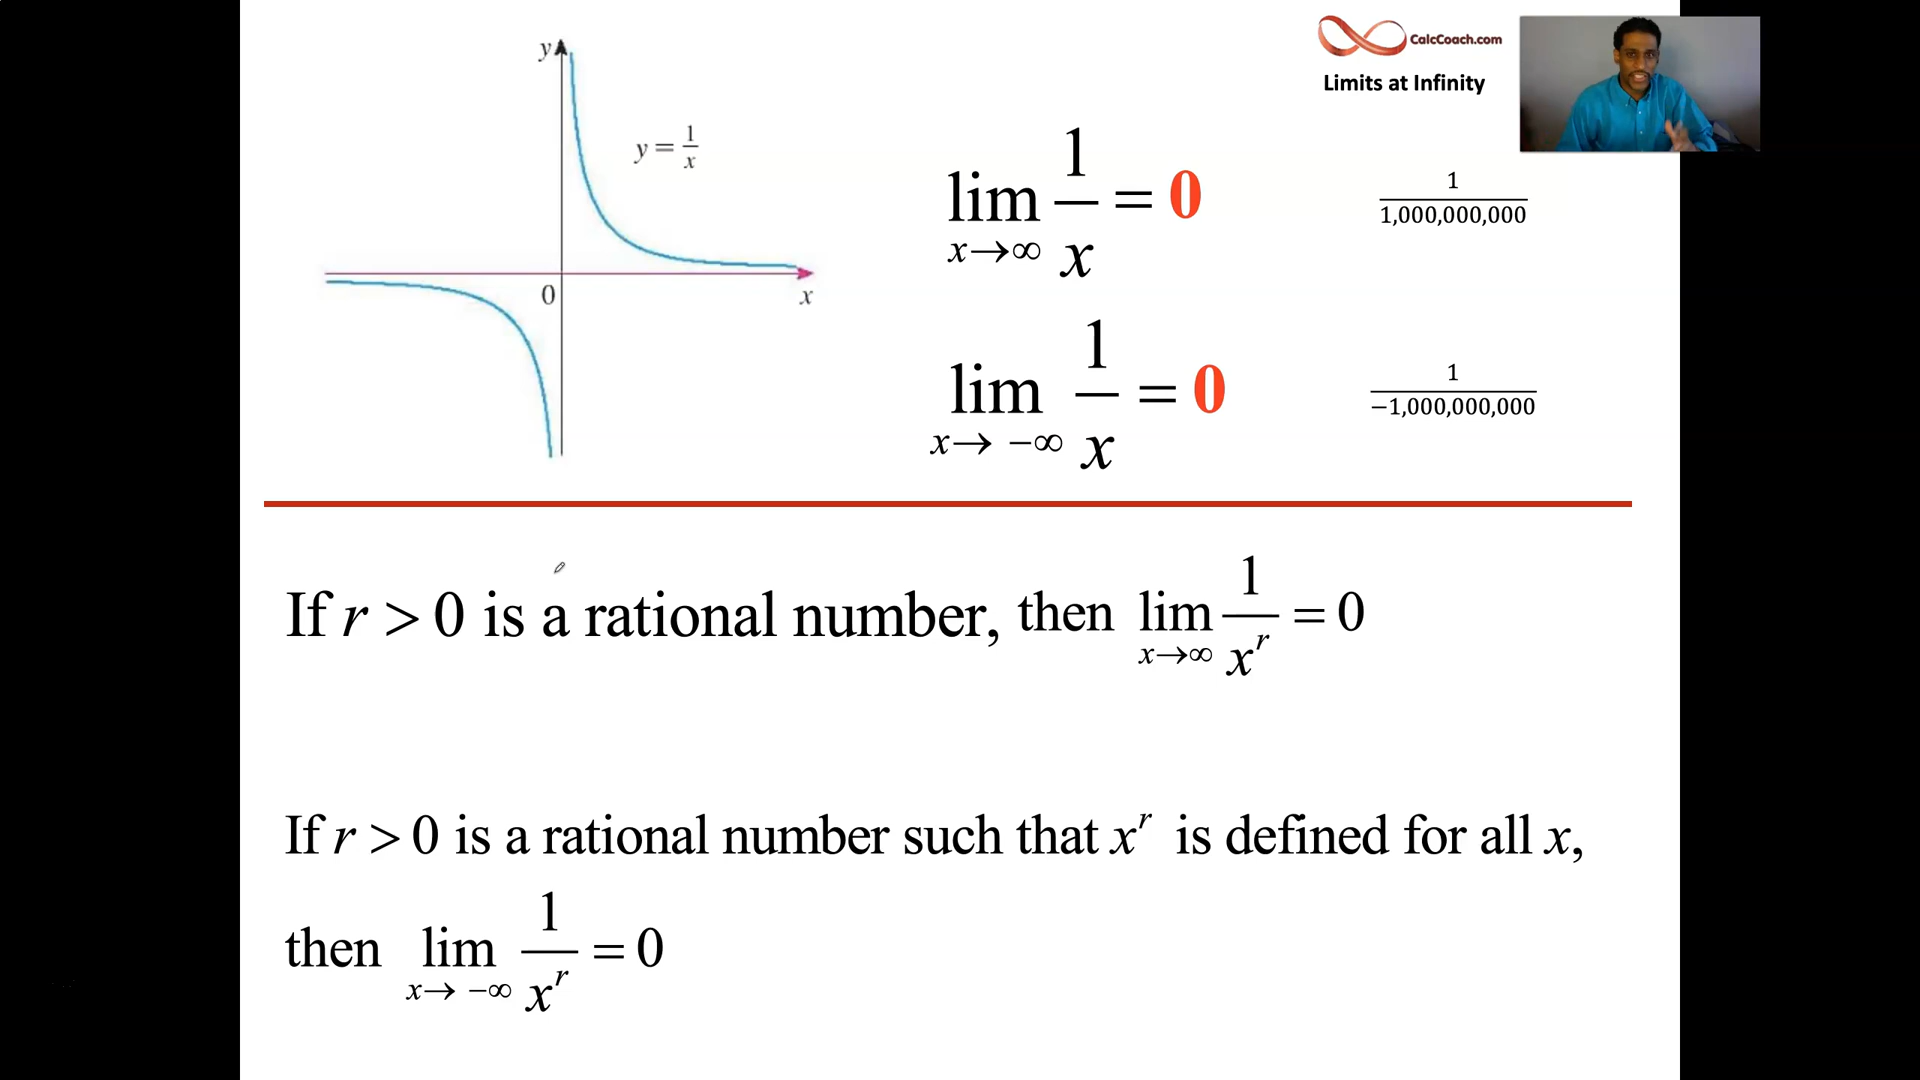 CalcCoach.com
Limits at Infinity
y
y = 1/x
0
x
lim x→∞ 1/x = 0
1/1,000,000,000
lim x→ −∞ 1/x = 0
1/−1,000,000,000
If r > 0 is a rational number, then lim x→∞ 1/x^r = 0
If r > 0 is a rational number such that x^r is defined for all x,
then lim x→ −∞ 1/x^r = 0